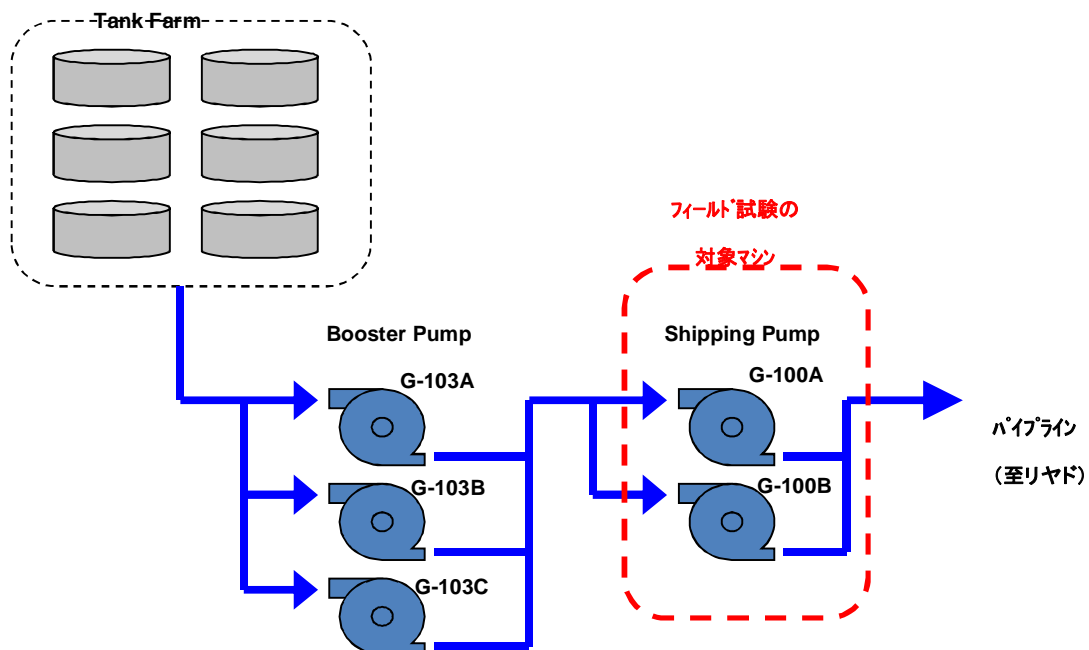 Tank Farm
フィールド試験の
対象マシン
Booster Pump
Shipping Pump
G-103A
G-100A
パイプライン
(至リヤド)
G-103B
G-100B
G-103C